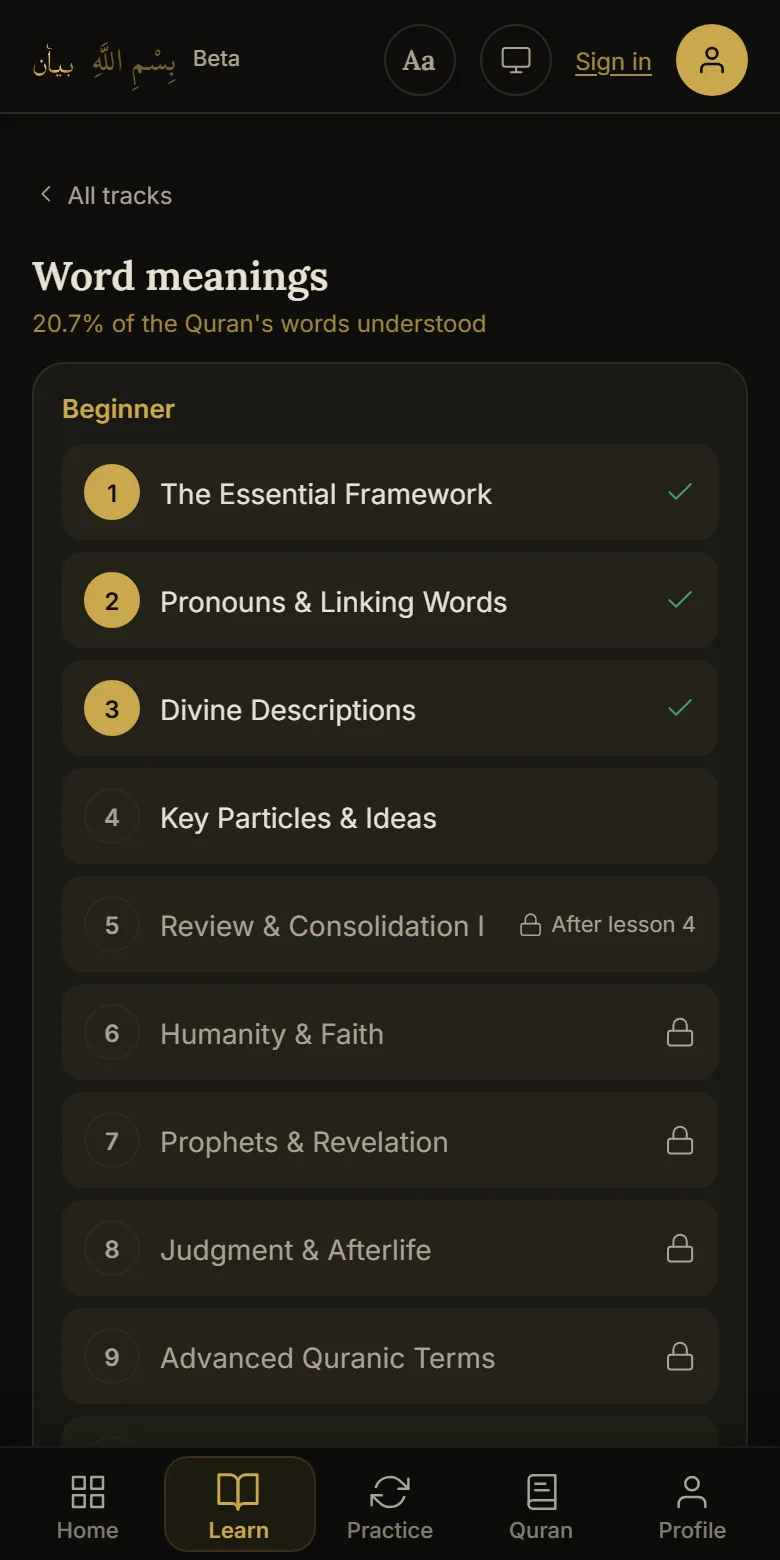 بيان بِسْمِ اللَّهِ Beta Aa Sign in
All tracks
Word meanings
20.7% of the Quran's words understood
Beginner
1 The Essential Framework
2 Pronouns & Linking Words
3 Divine Descriptions
4 Key Particles & Ideas
5 Review & Consolidation I After lesson 4
6 Humanity & Faith
7 Prophets & Revelation
8 Judgment & Afterlife
9 Advanced Quranic Terms
Home Learn Practice Quran Profile